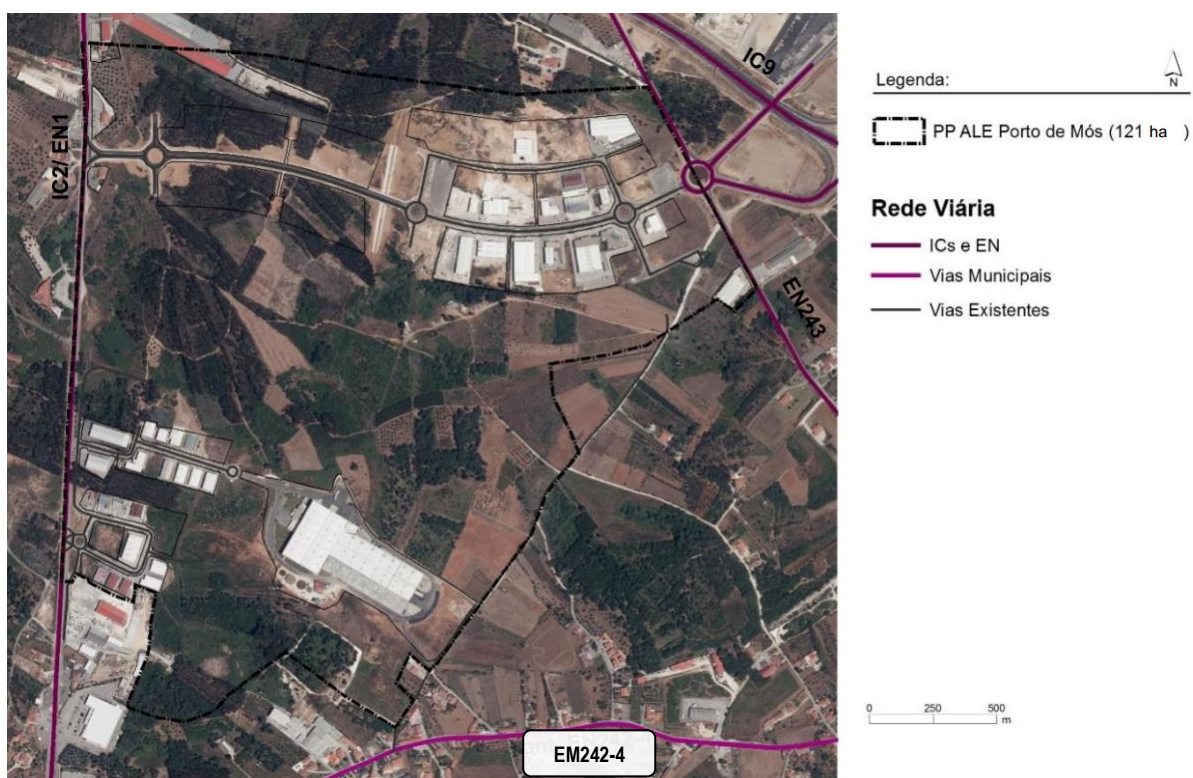 IC9
IC2/ EN1
EN243
EM242-4
Legenda:
N
PP ALE Porto de Mós (121 ha )
Rede Viária
ICs e EN
Vias Municipais
Vias Existentes
0 250 500
m